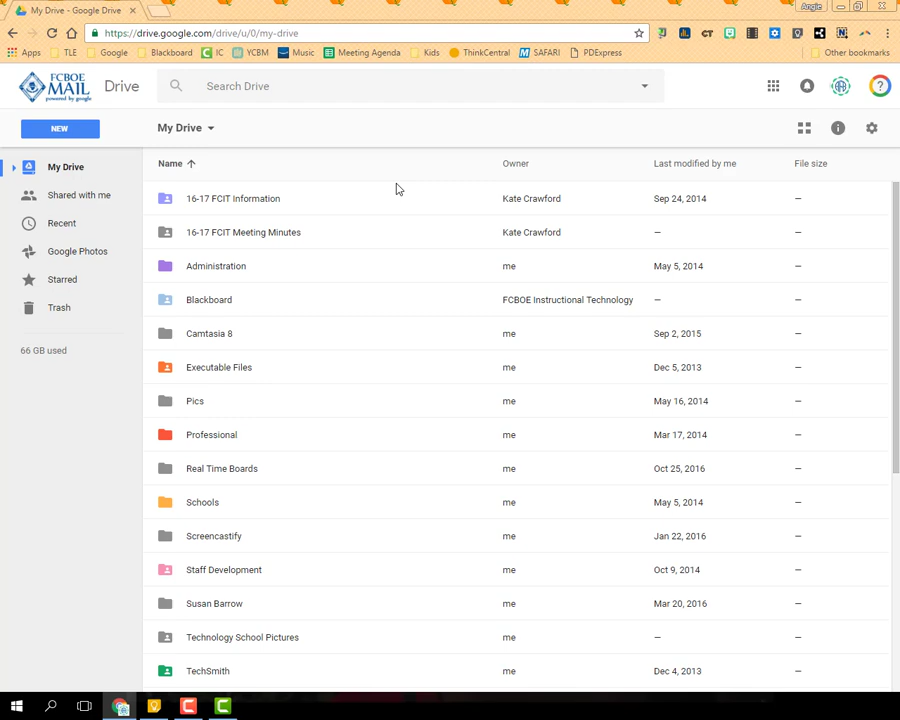 My Drive - Google Drive
Angie
https://drive.google.com/drive/u/0/my-drive
Apps TLE Google Blackboard IC YCBM Music Meeting Agenda Kids ThinkCentral SAFARI PDExpress Other bookmarks
FCBOE
MAIL
powered by google
Drive
Search Drive
NEW
My Drive
Name Owner Last modified by me File size
My Drive
Shared with me
Recent
Google Photos
Starred
Trash
66 GB used
16-17 FCIT Information Kate Crawford Sep 24, 2014 –
16-17 FCIT Meeting Minutes Kate Crawford – –
Administration me May 5, 2014 –
Blackboard FCBOE Instructional Technology – –
Camtasia 8 me Sep 2, 2015 –
Executable Files me Dec 5, 2013 –
Pics me May 16, 2014 –
Professional me Mar 17, 2014 –
Real Time Boards me Oct 25, 2016 –
Schools me May 5, 2014 –
Screencastify me Jan 22, 2016 –
Staff Development me Oct 9, 2014 –
Susan Barrow me Mar 20, 2016 –
Technology School Pictures me – –
TechSmith me Dec 4, 2013 –